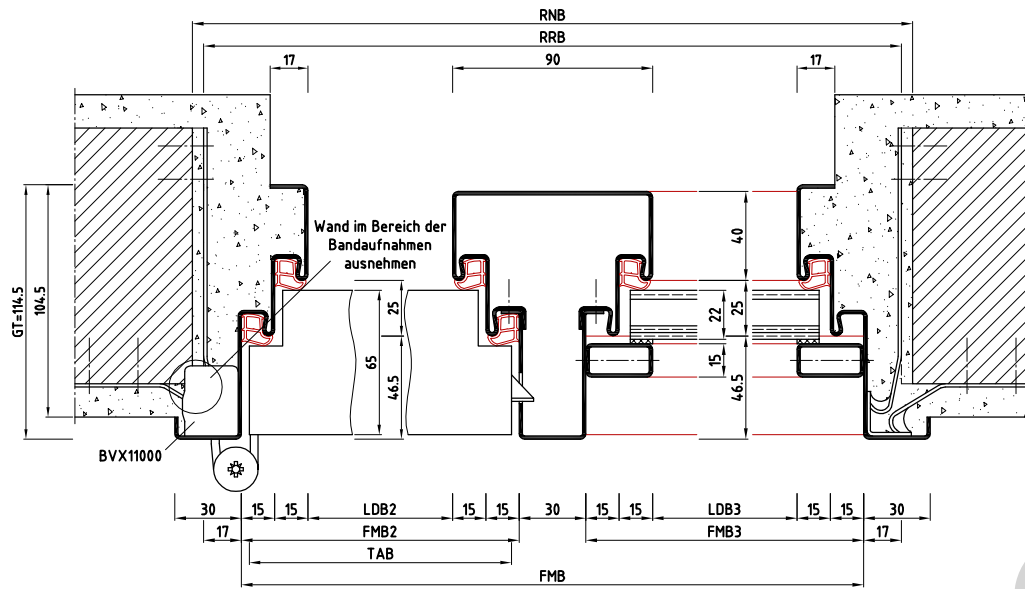 RNB
RRB
17
90
17
Wand im Bereich der
Bandaufnahmen
ausnehmen
GT=114.5
104.5
40
25
25
22
65
15
46.5
46.5
BVX11000
30
15
15
LDB2
15
15
30
15
15
LDB3
15
15
30
17
FMB2
FMB3
17
TAB
FMB